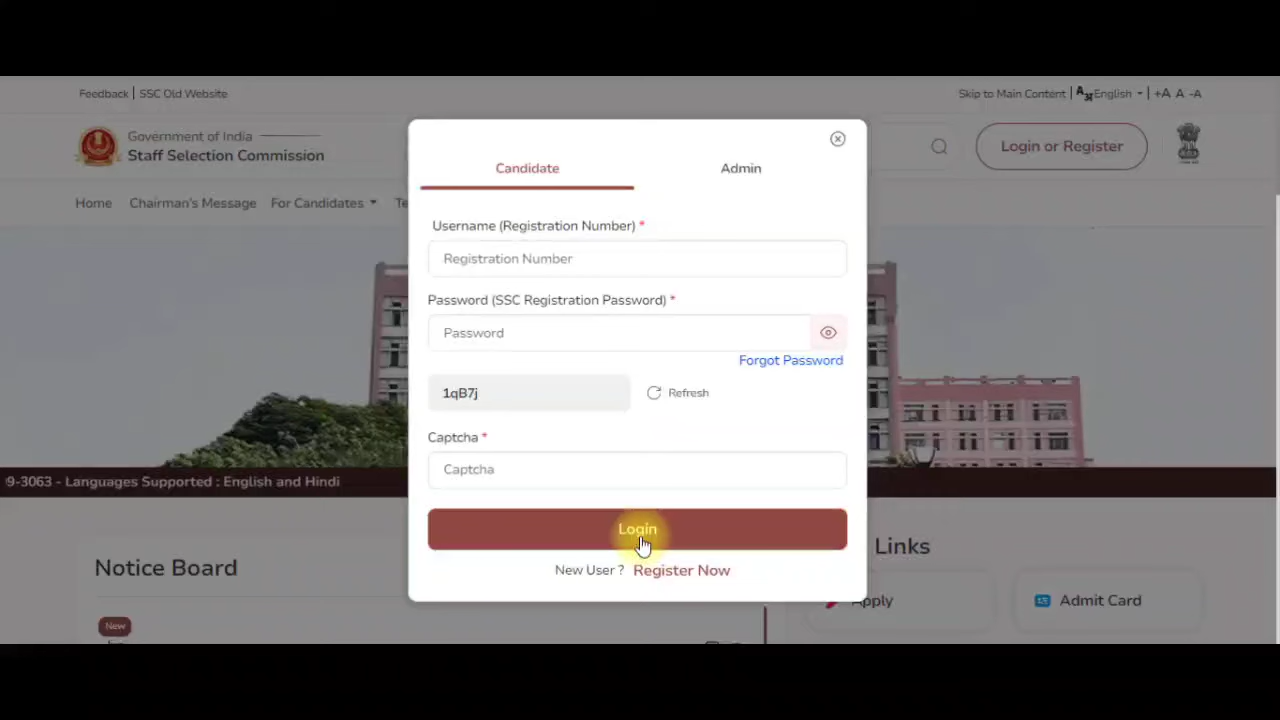 Feedback | SSC Old Website
Skip to Main Content | English | +A A -A
Government of India
Staff Selection Commission
Login or Register
Home Chairman's Message For Candidates Te
Candidate Admin
Username (Registration Number) *
Registration Number
Password (SSC Registration Password) *
Password
Forgot Password
1qB7j Refresh
Captcha *
Captcha
9-3063 - Languages Supported : English and Hindi
Login
New User ? Register Now
Notice Board
Links
Apply
Admit Card
New